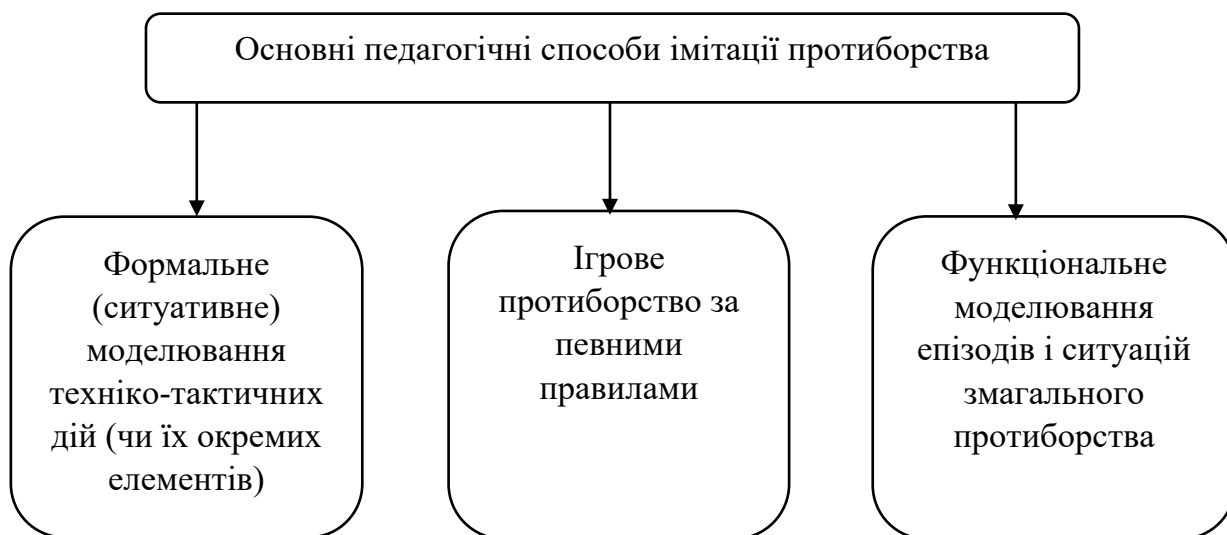 Основні педагогічні способи імітації протиборства
Формальне
(ситуативне)
моделювання
техніко-тактичних
дій (чи їх окремих
елементів)
Ігрове
протиборство за
певними
правилами
Функціональне
моделювання
епізодів і ситуацій
змагального
протиборства